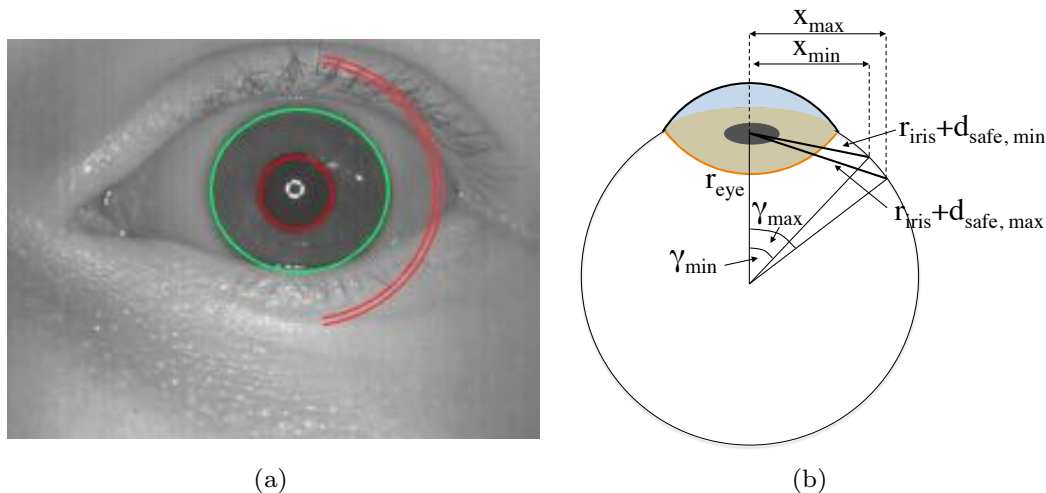 x_max
x_min
r_iris+d_safe, min
r_eye
r_iris+d_safe, max
γ_max
γ_min
(a)
(b)